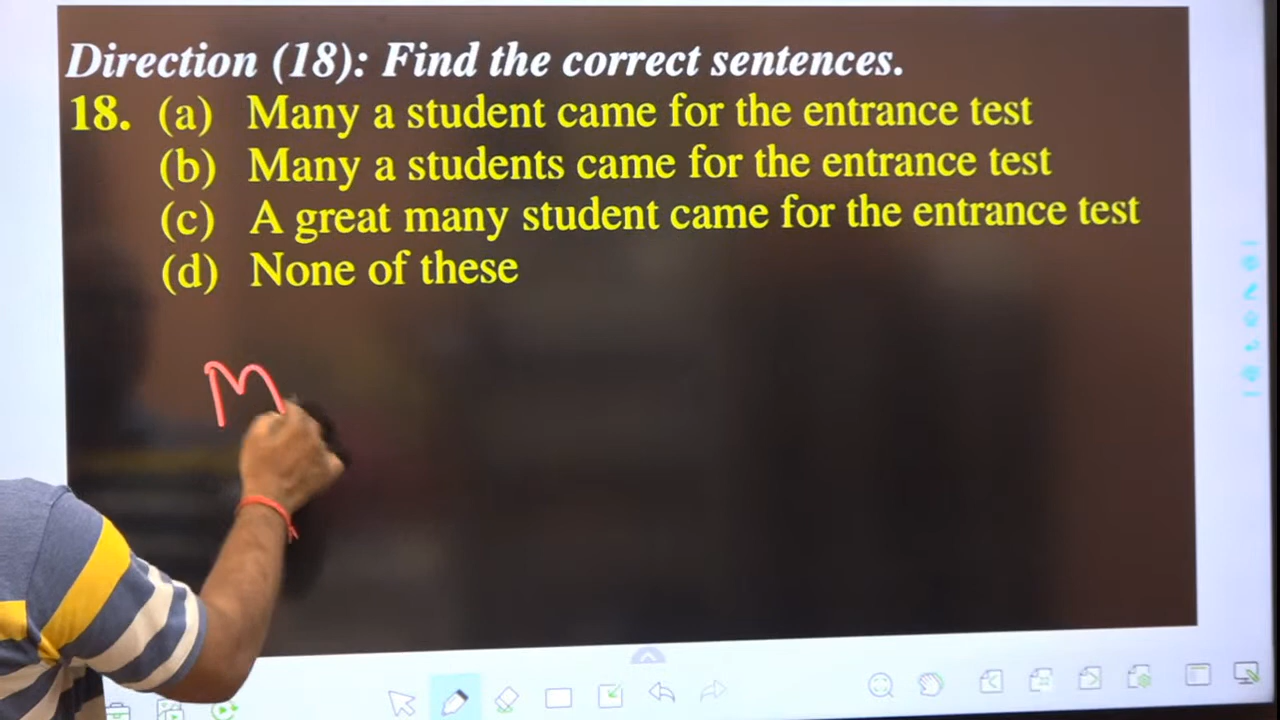 Direction (18): Find the correct sentences.
18. (a) Many a student came for the entrance test
(b) Many a students came for the entrance test
(c) A great many student came for the entrance test
(d) None of these
M